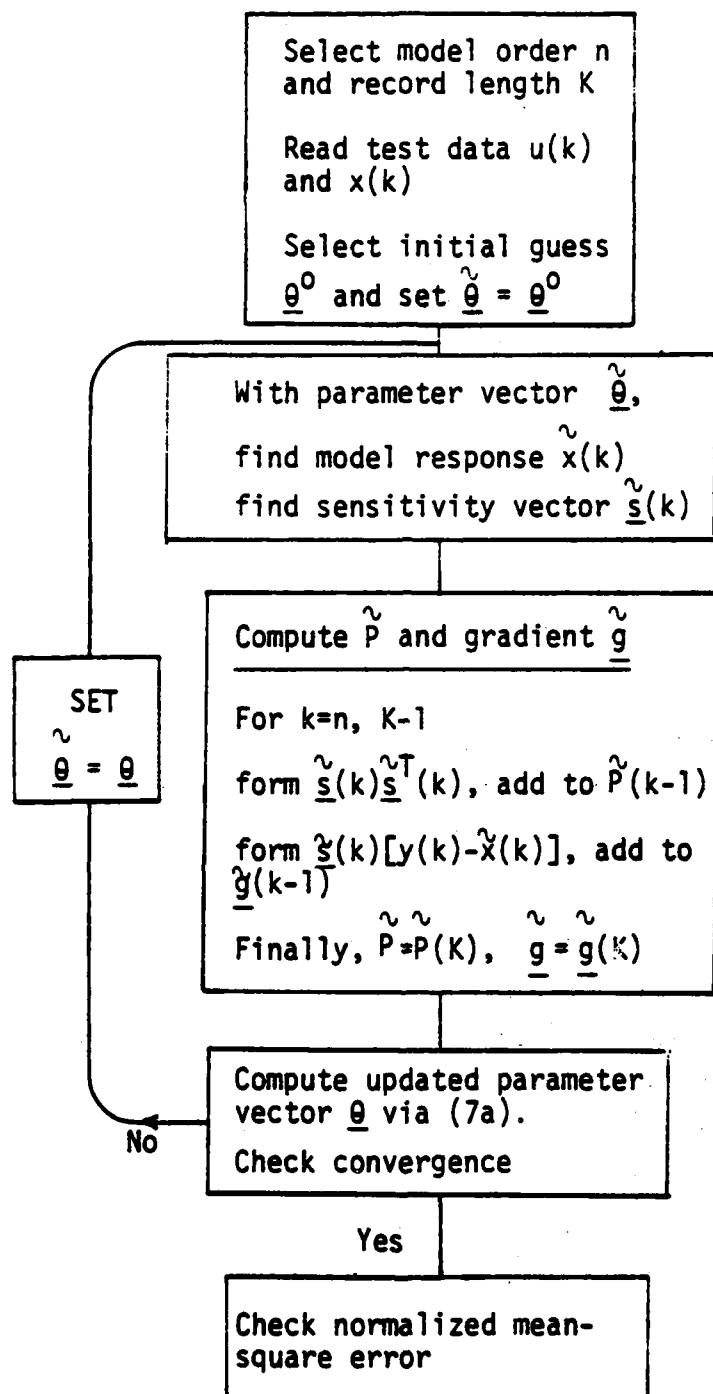 Select model order n
and record length K
Read test data u(k)
and x(k)
Select initial guess
θ⁰ and set θ̃ = θ⁰
With parameter vector θ̃,
find model response x̃(k)
find sensitivity vector s̃(k)
Compute P̃ and gradient g̃
For k=n, K-1
form s̃(k)s̃ᵀ(k), add to P̃(k-1)
form s̃(k)[y(k)-x̃(k)], add to
g̃(k-1)
Finally, P̃=P̃(K), g̃=g̃(K)
SET
θ̃ = θ
Compute updated parameter
vector θ via (7a).
Check convergence
No
Yes
Check normalized mean-
square error